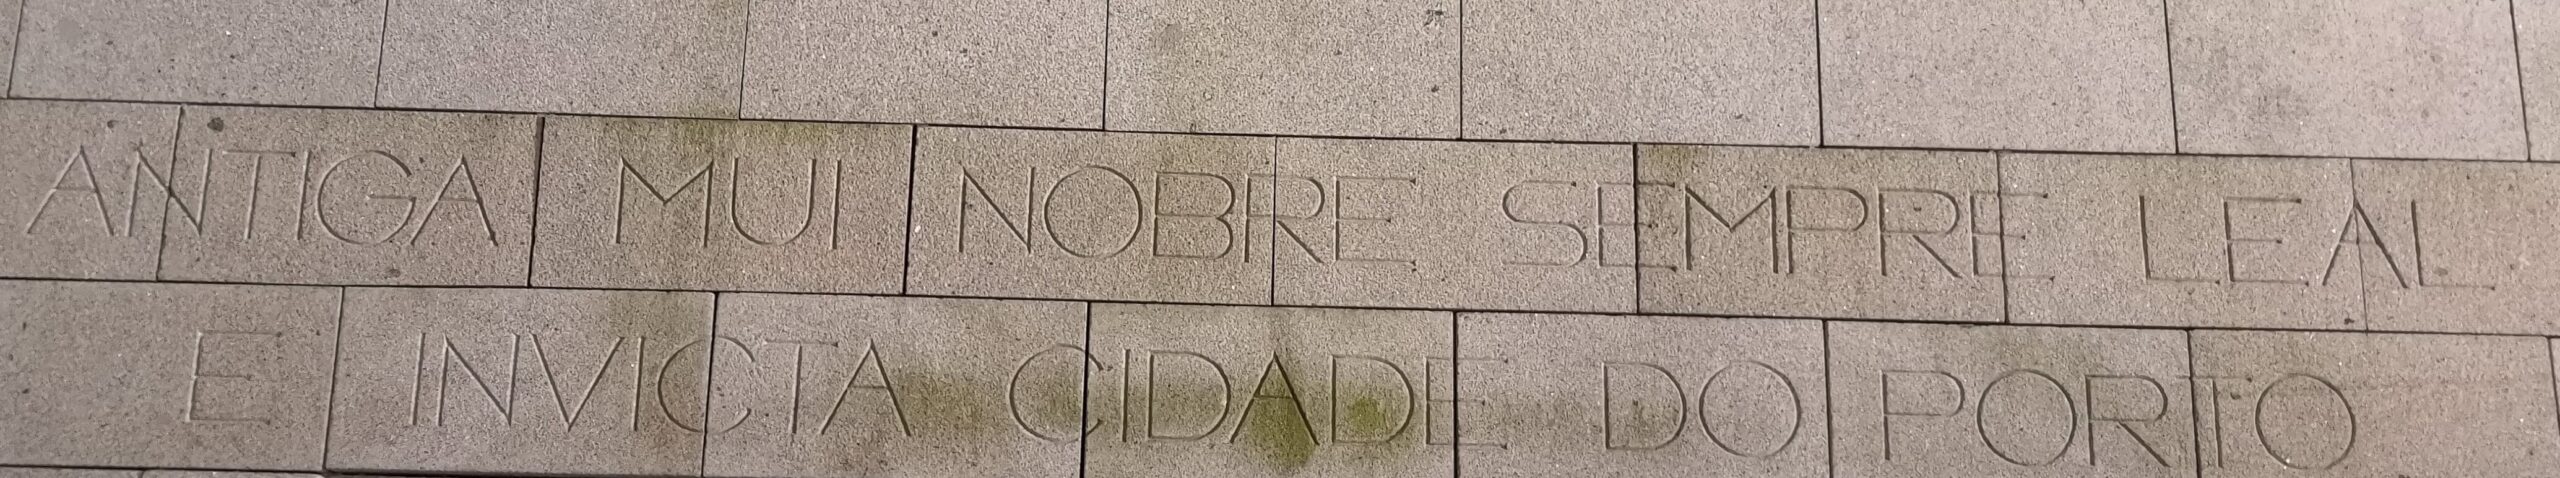 ANTIGA MUI NOBRE SEMPRE LEAL
E INVICTA CIDADE DO PORTO